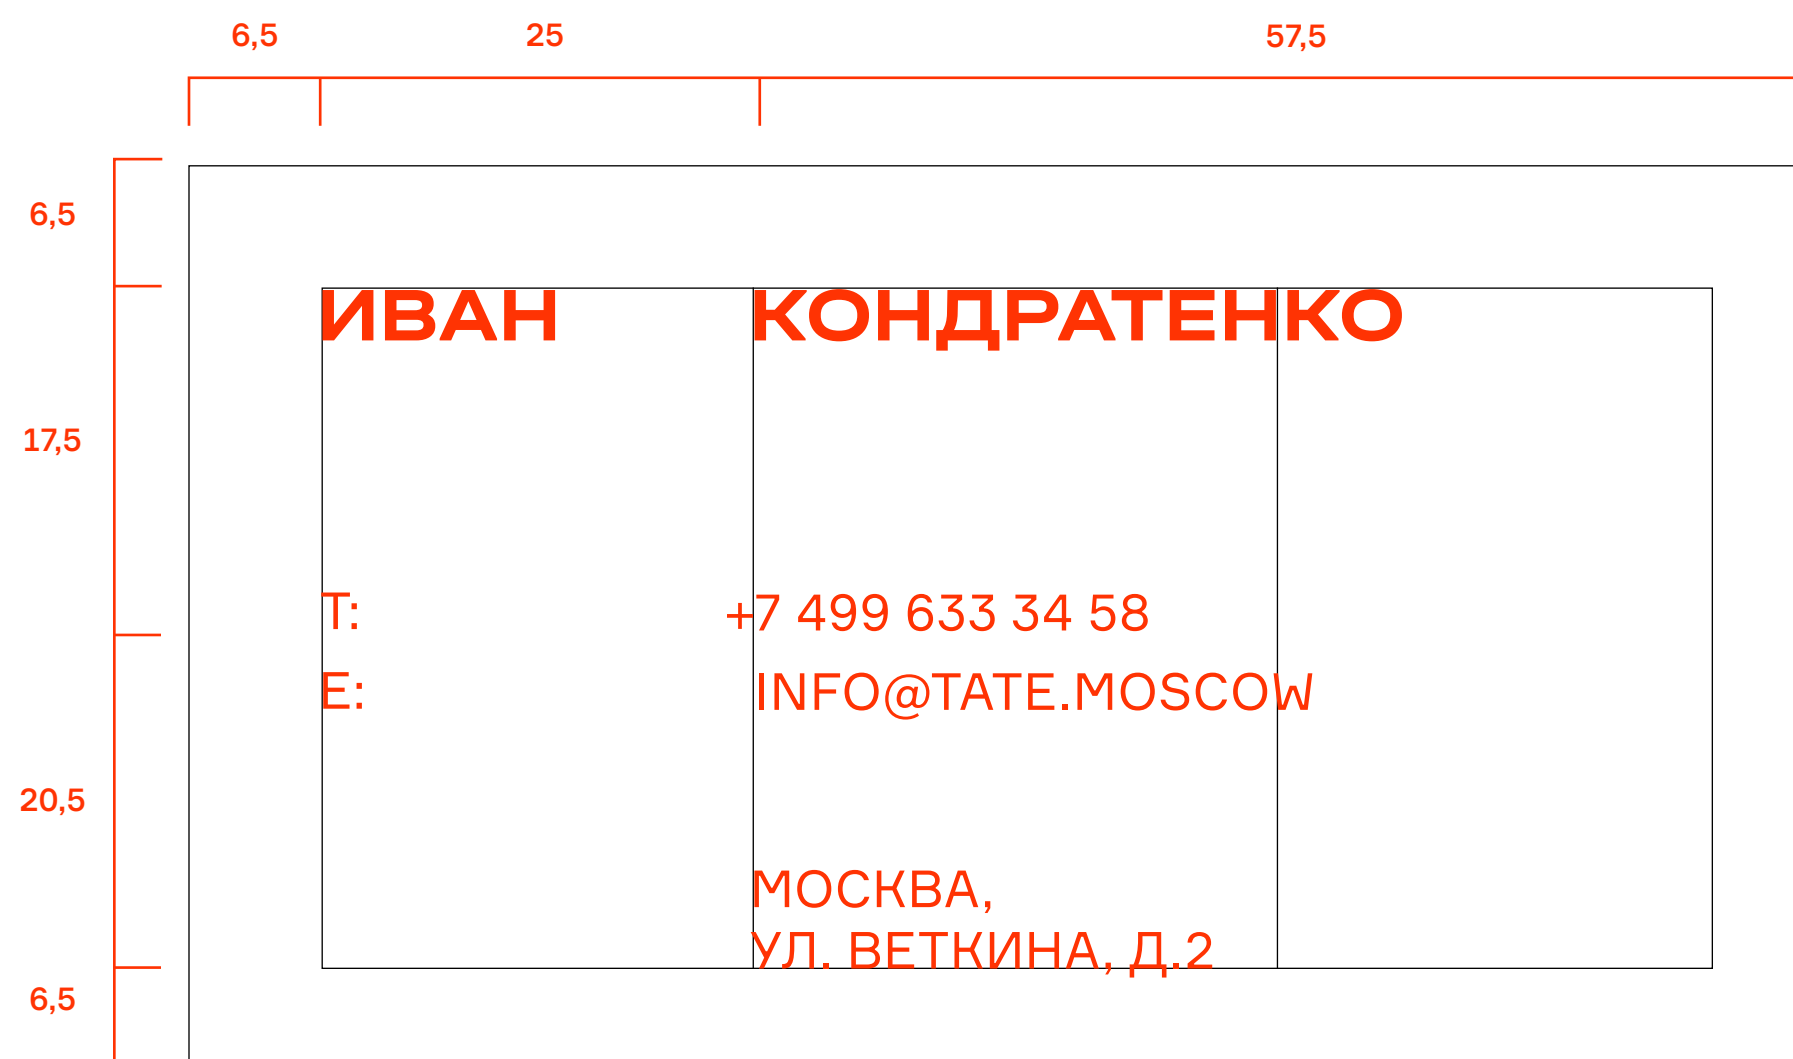 6,5 25 57,5
6,5
ИВАН КОНДРАТЕНКО
17,5
Т: +7 499 633 34 58
E: INFO@TATE.MOSCOW
20,5
МОСКВА,
УЛ. ВЕТКИНА, Д.2
6,5